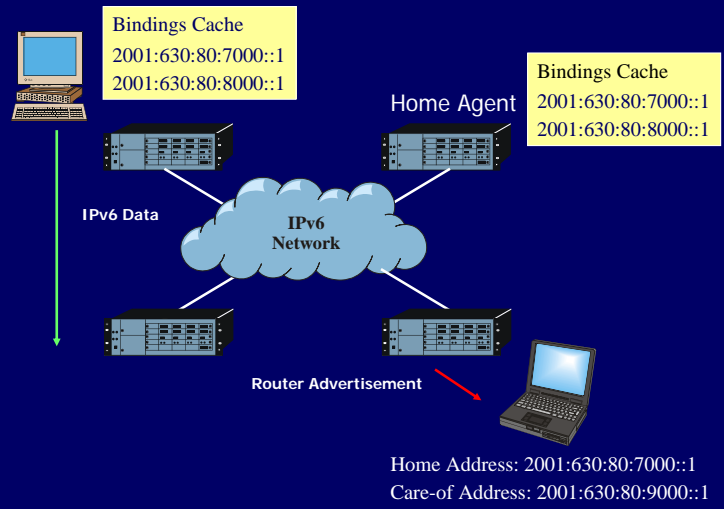 Bindings Cache
2001:630:80:7000::1
2001:630:80:8000::1
Bindings Cache
2001:630:80:7000::1
2001:630:80:8000::1
Home Agent
IPv6 Data
IPv6
Network
Router Advertisement
Home Address: 2001:630:80:7000::1
Care-of Address: 2001:630:80:9000::1